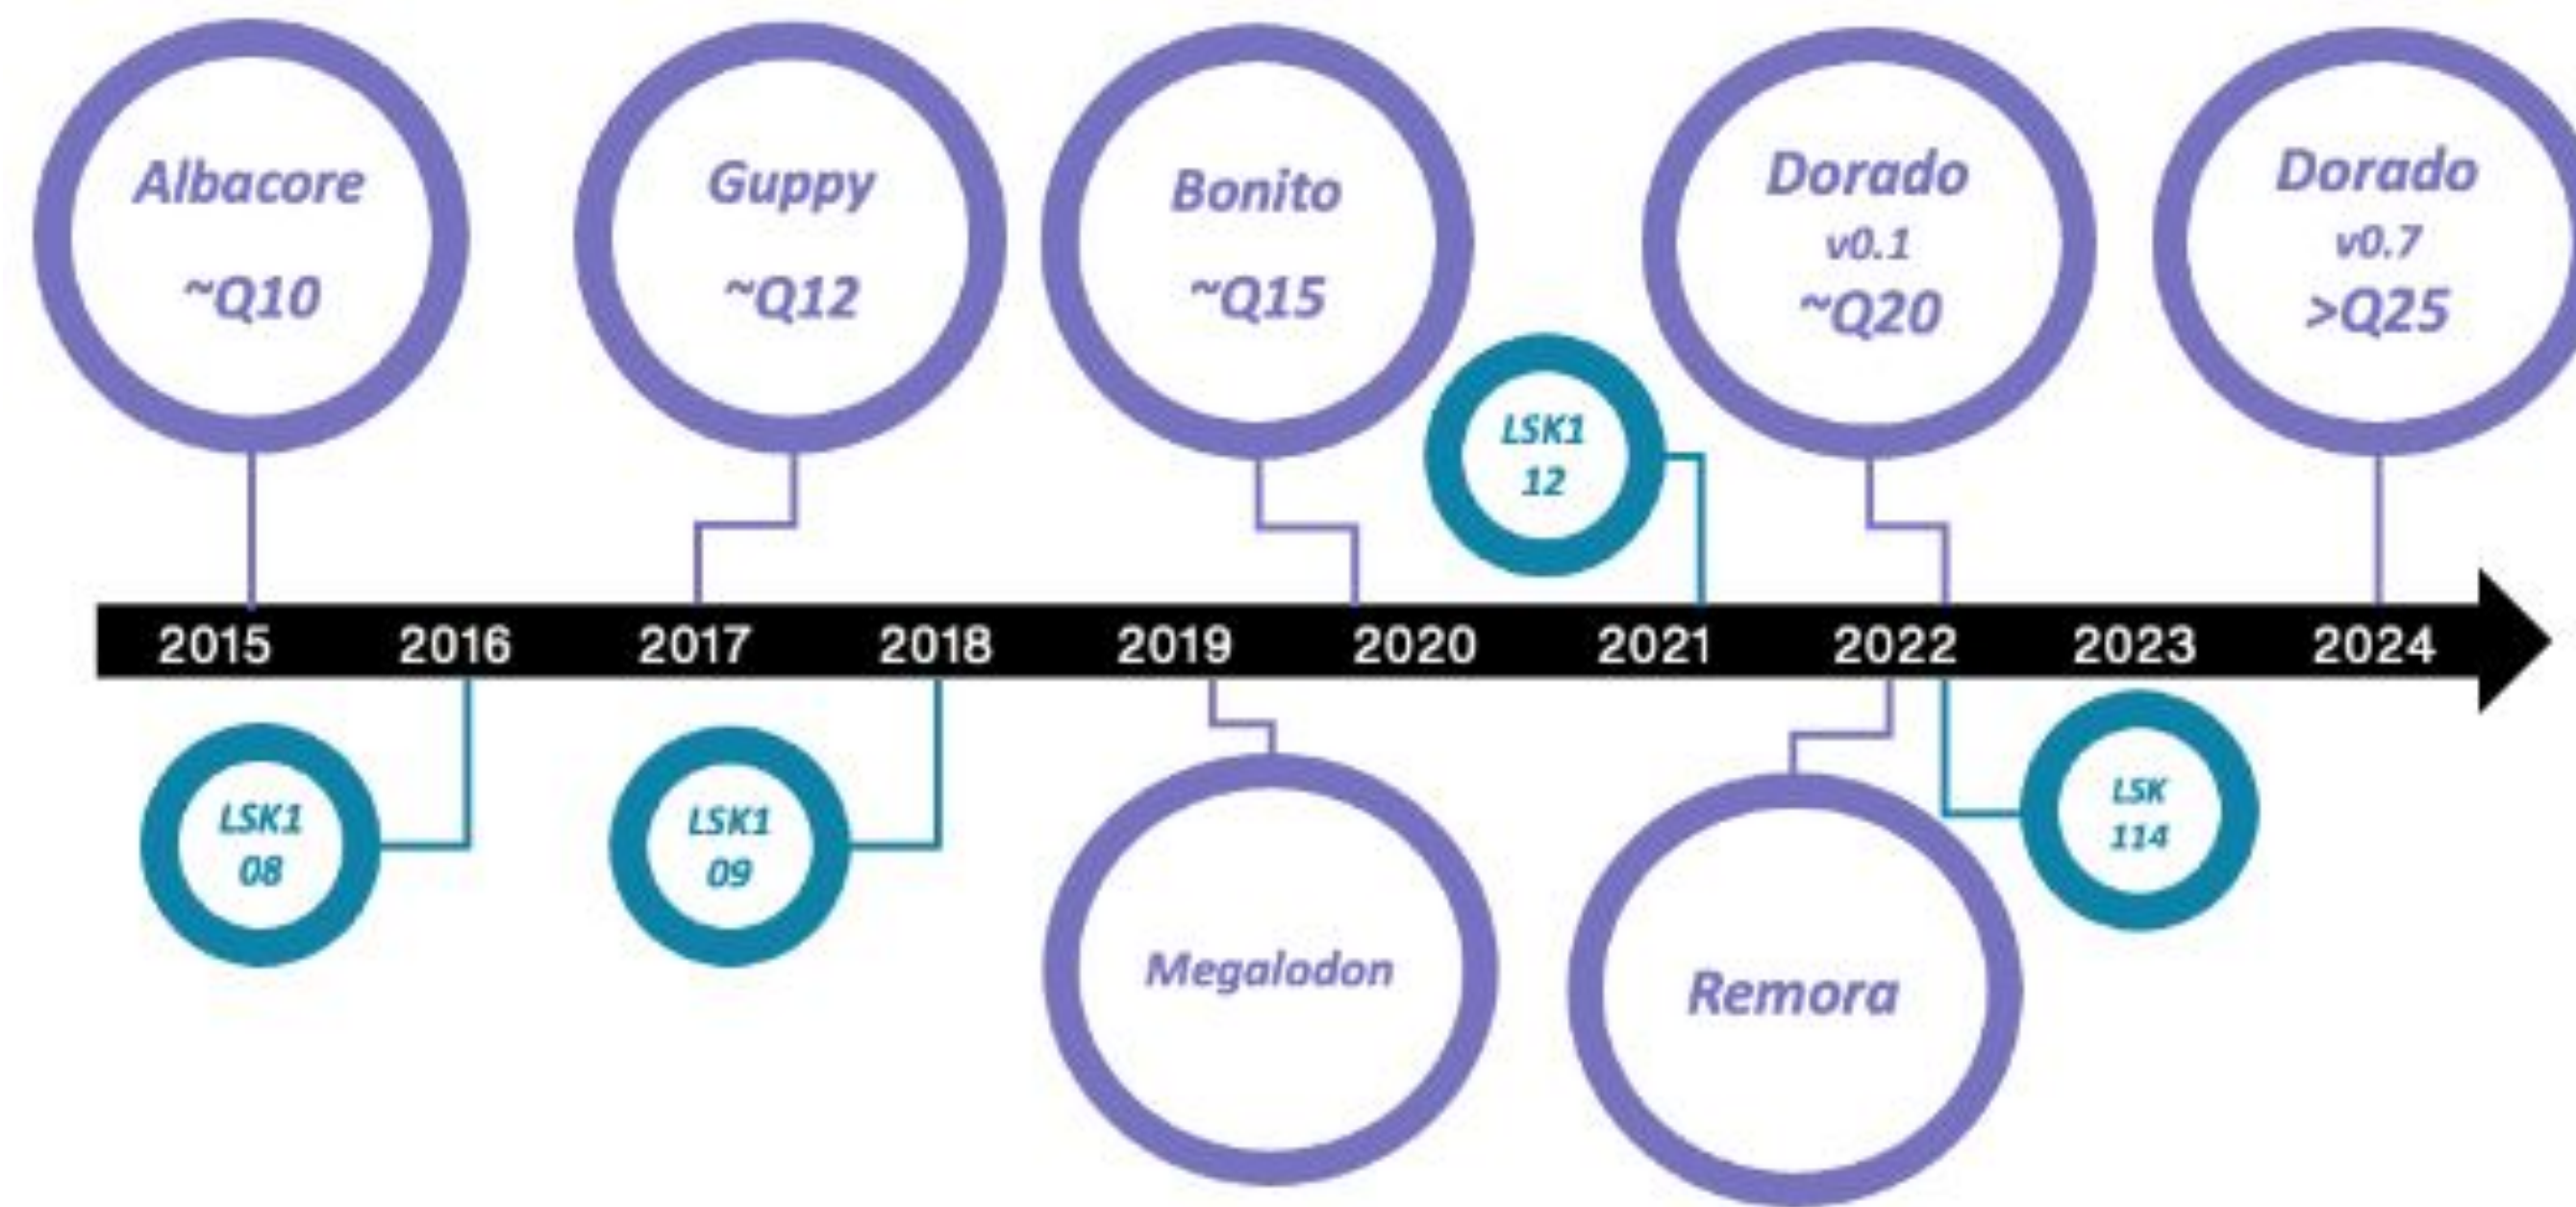 Albacore
~Q10
Guppy
~Q12
Bonito
~Q15
LSK1
12
Dorado
v0.1
~Q20
Dorado
v0.7
>Q25
2015 2016 2017 2018 2019 2020 2021 2022 2023 2024
LSK1
08
LSK1
09
Megalodon
Remora
LSK
114